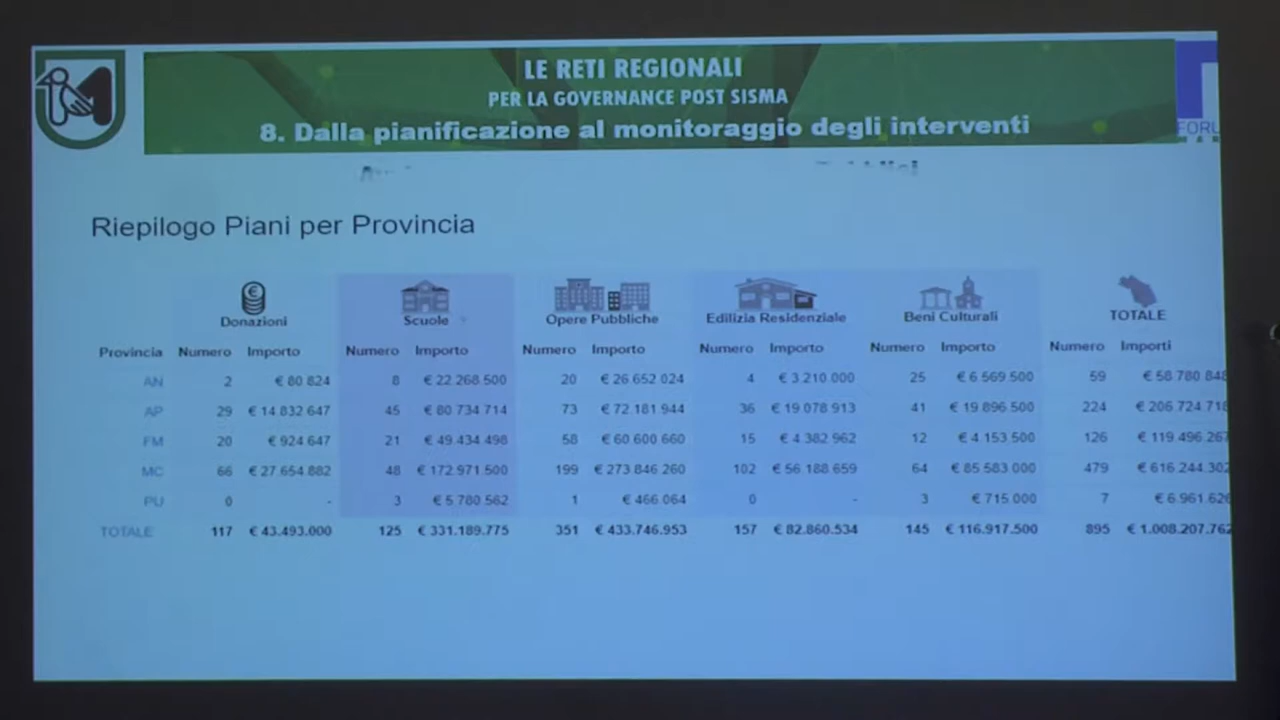 LE RETI REGIONALI
PER LA GOVERNANCE POST SISMA
8. Dalla pianificazione al monitoraggio degli interventi
FORU
Riepilogo Piani per Provincia
Donazioni Scuole Opere Pubbliche Edilizia Residenziale Beni Culturali TOTALE
Provincia Numero Importo Numero Importo Numero Importo Numero Importo Numero Importo Numero Importi
AN 2 € 80 824 8 € 22 268 500 20 € 26 652 024 4 € 3 210 000 25 € 6 569 500 59 € 58 780 848
AP 29 € 14 832 647 45 € 80 734 714 73 € 72 181 944 36 € 19 078 913 41 € 19 896 500 224 € 206 724 718
FM 20 € 924 647 21 € 49 434 498 58 € 60 600 660 15 € 4 382 962 12 € 4 153 500 126 € 119 496 267
MC 66 € 27 654 882 48 € 172 971 500 199 € 273 846 260 102 € 56 188 659 64 € 85 583 000 479 € 616 244 302
PU 0 - 3 € 5 780 562 1 € 466 064 0 - 3 € 715 000 7 € 6 961 626
TOTALE 117 € 43.493.000 125 € 331.189.775 351 € 433.746.953 157 € 82.860.534 145 € 116.917.500 895 € 1.008.207.762